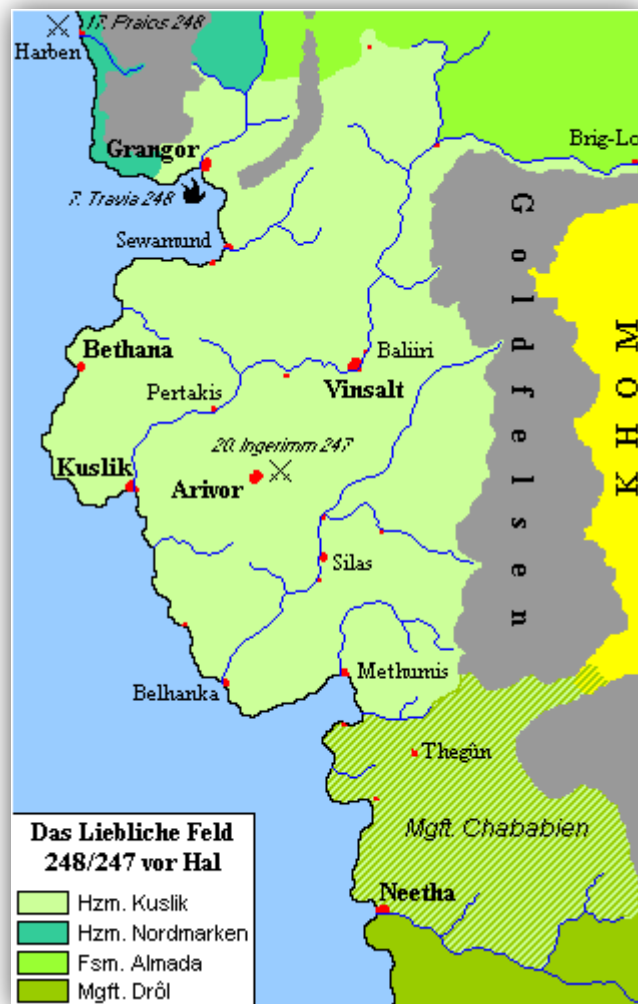 17. Praios 248
Harben
Grangor
Brig-Lo
7. Travia 248
Sewamund
Goldfelsen
KHOM
Bethana
Baliiri
Vinsalt
Pertakis
20. Ingerimm 247
Kuslik
Arivor
Silas
Methumis
Belhanka
Thegûn
Mgft. Chababien
Neetha
Das Liebliche Feld
248/247 vor Hal
Hzm. Kuslik
Hzm. Nordmarken
Fsm. Almada
Mgft. Drôl